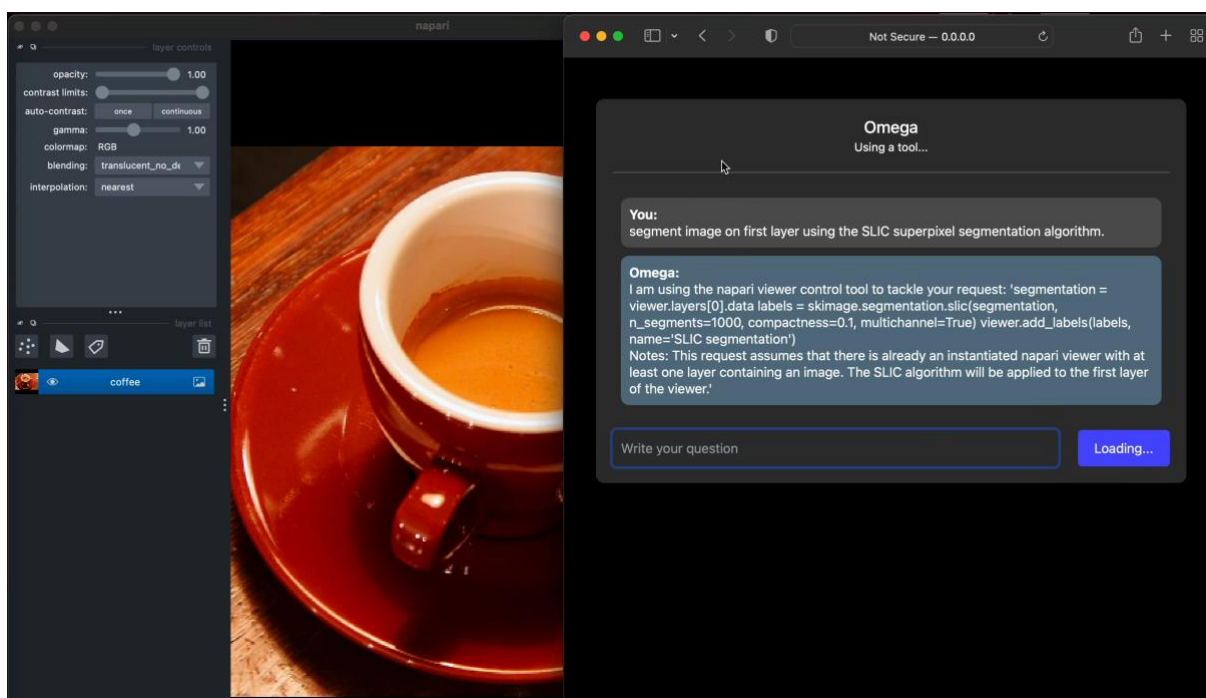 napari
layer controls
opacity: 1.00
contrast limits:
auto-contrast: once continuous
gamma: 1.00
colormap: RGB
blending: translucent_no_de
interpolation: nearest
layer list
coffee
Not Secure — 0.0.0.0
Omega
Using a tool...
You:
segment image on first layer using the SLIC superpixel segmentation algorithm.
Omega:
I am using the napari viewer control tool to tackle your request: 'segmentation =
viewer.layers[0].data labels = skimage.segmentation.slic(segmentation,
n_segments=1000, compactness=0.1, multichannel=True) viewer.add_labels(labels,
name='SLIC segmentation')
Notes: This request assumes that there is already an instantiated napari viewer with at
least one layer containing an image. The SLIC algorithm will be applied to the first layer
of the viewer.'
Write your question
Loading...